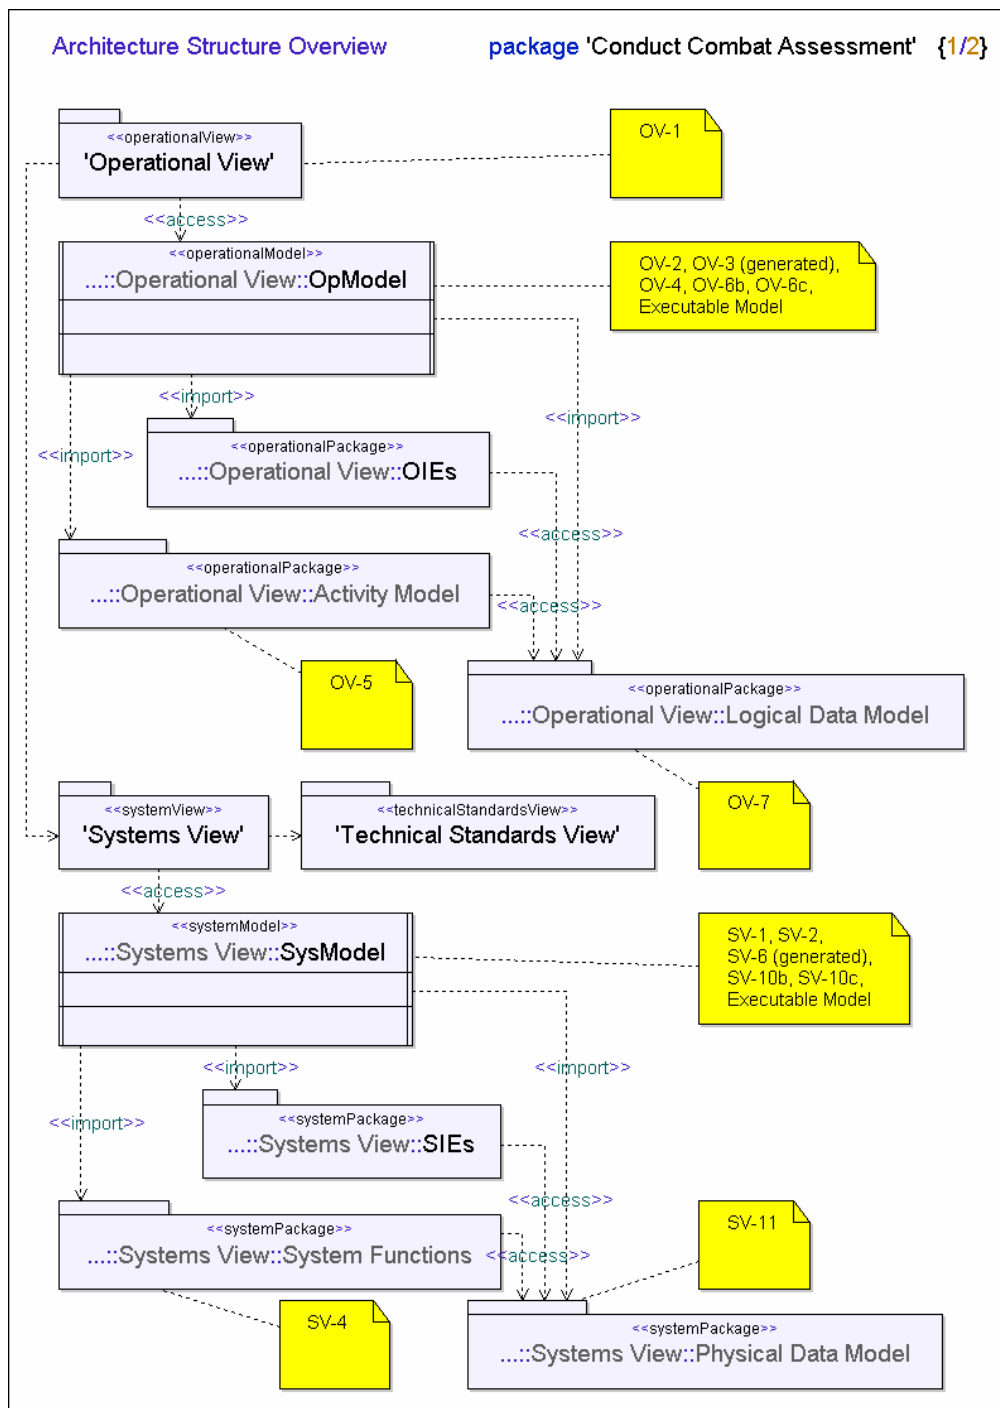 Architecture Structure Overview
package 'Conduct Combat Assessment' {1/2}
<<operationalView>>
'Operational View'
OV-1
<<access>>
<<operationalModel>>
...::Operational View::OpModel
OV-2, OV-3 (generated),
OV-4, OV-6b, OV-6c,
Executable Model
<<import>>
<<import>>
<<import>>
<<operationalPackage>>
...::Operational View::OIEs
<<access>>
<<operationalPackage>>
...::Operational View::Activity Model
<<access>>
OV-5
<<operationalPackage>>
...::Operational View::Logical Data Model
OV-7
<<systemView>>
'Systems View'
<<technicalStandardsView>>
'Technical Standards View'
<<access>>
<<systemModel>>
...::Systems View::SysModel
SV-1, SV-2,
SV-6 (generated),
SV-10b, SV-10c,
Executable Model
<<import>>
<<import>>
<<import>>
<<systemPackage>>
...::Systems View::SIEs
<<access>>
<<systemPackage>>
...::Systems View::System Functions
<<access>>
SV-11
SV-4
<<systemPackage>>
...::Systems View::Physical Data Model